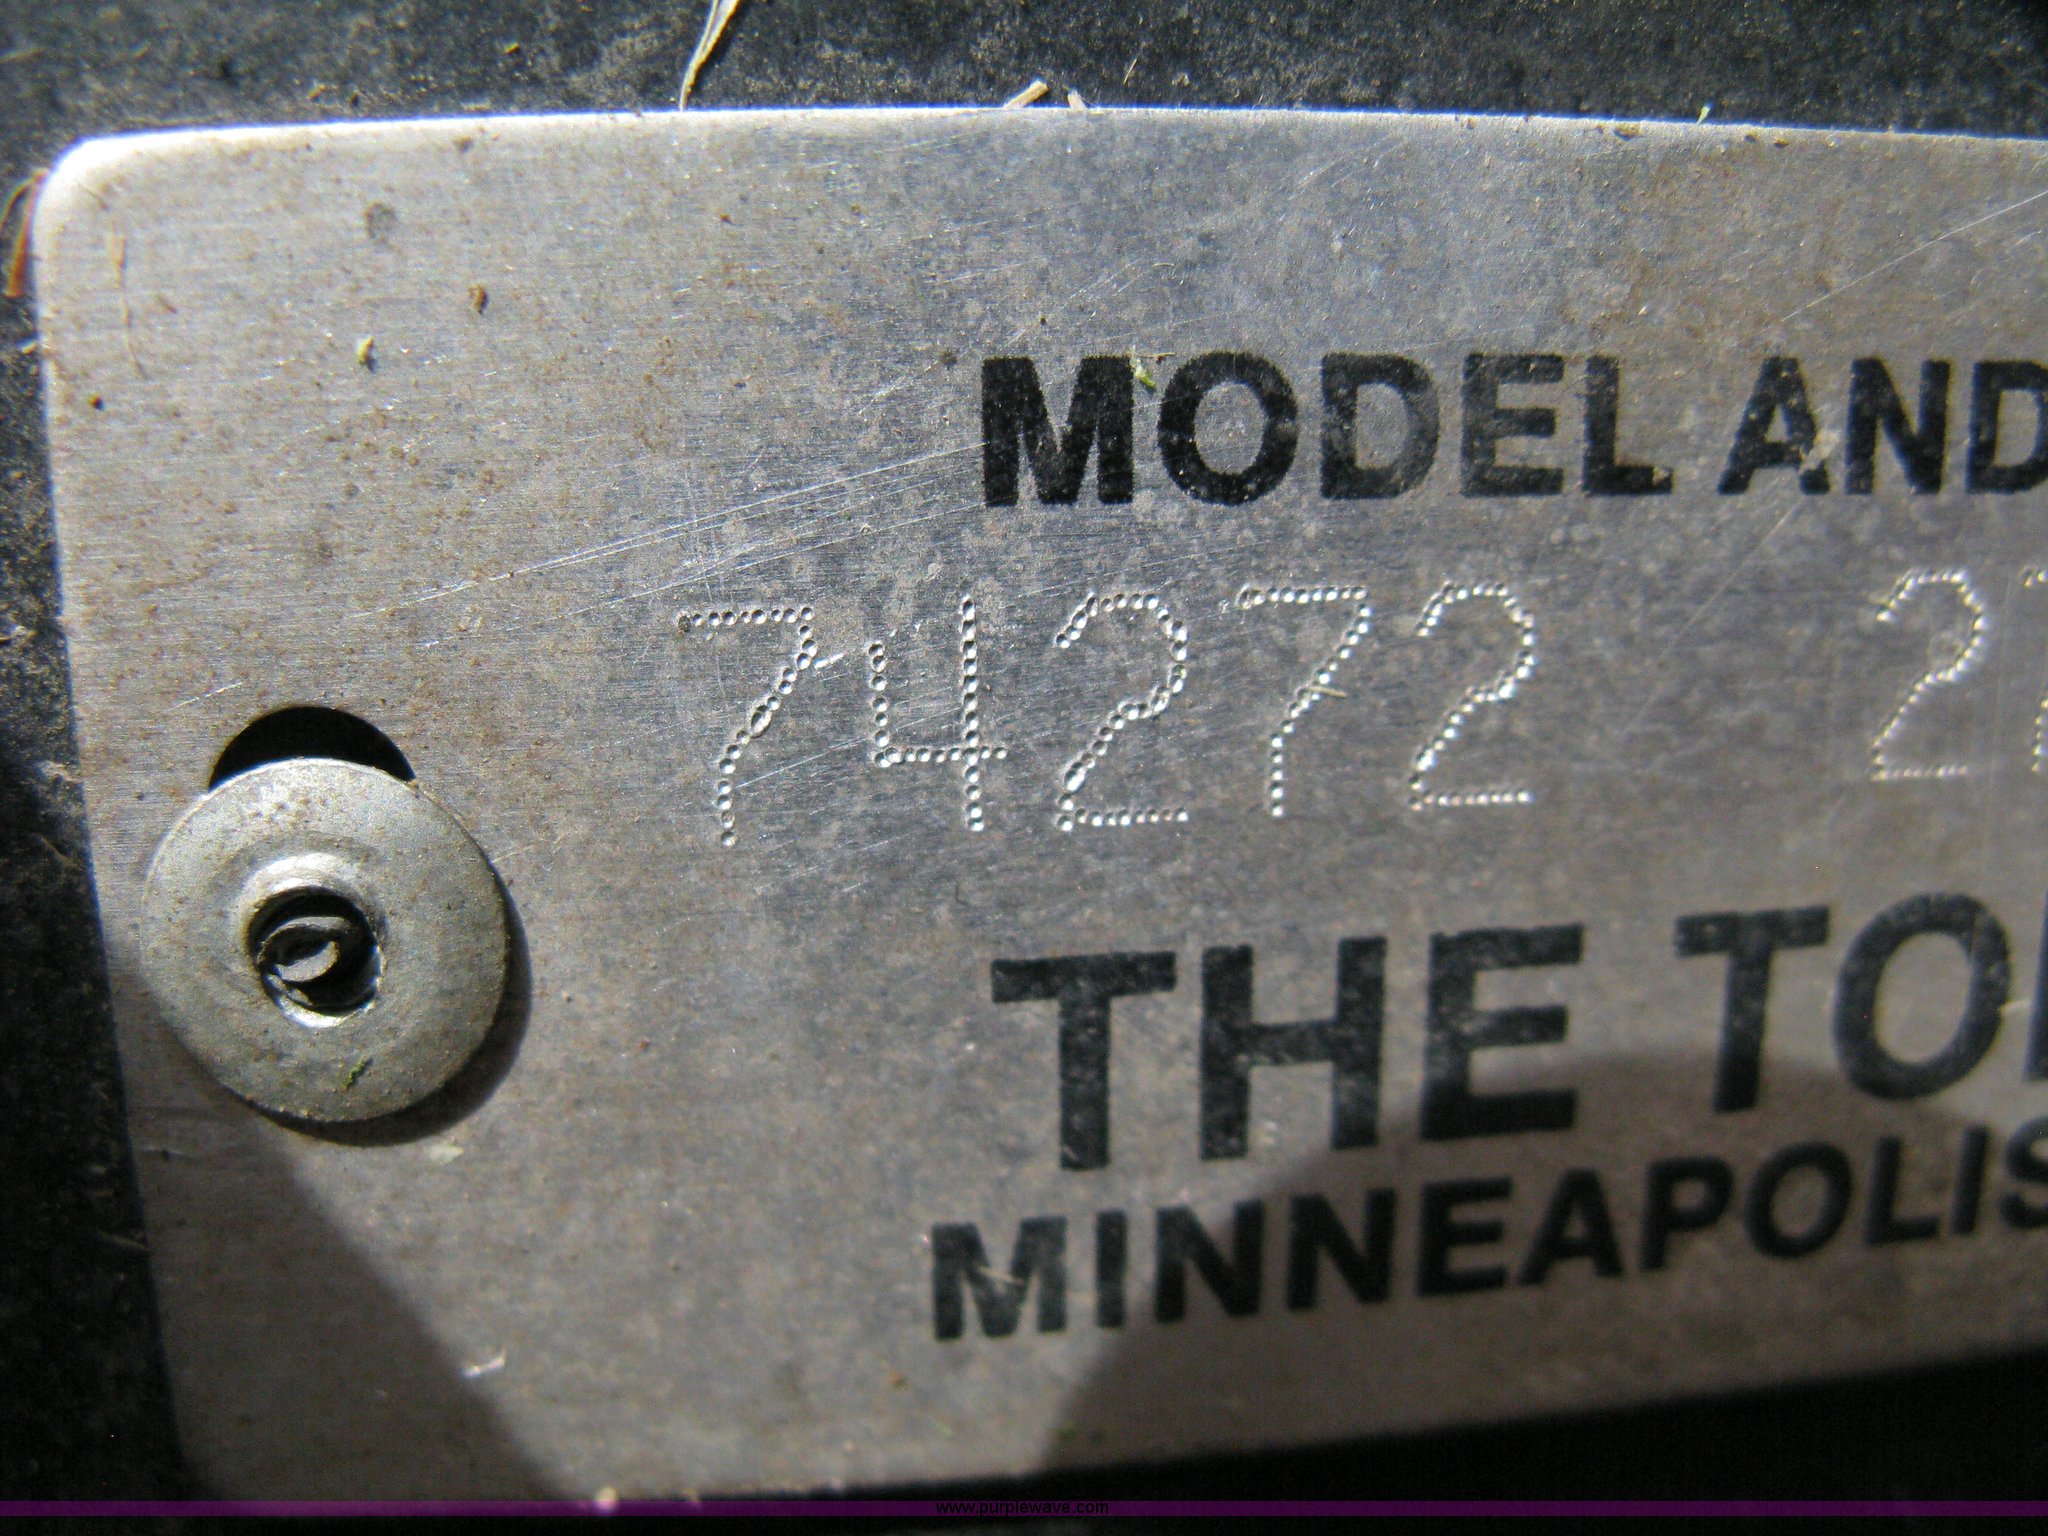 MODEL AND
74272 2
THE TO
MINNEAPOLIS
www.purplewave.com